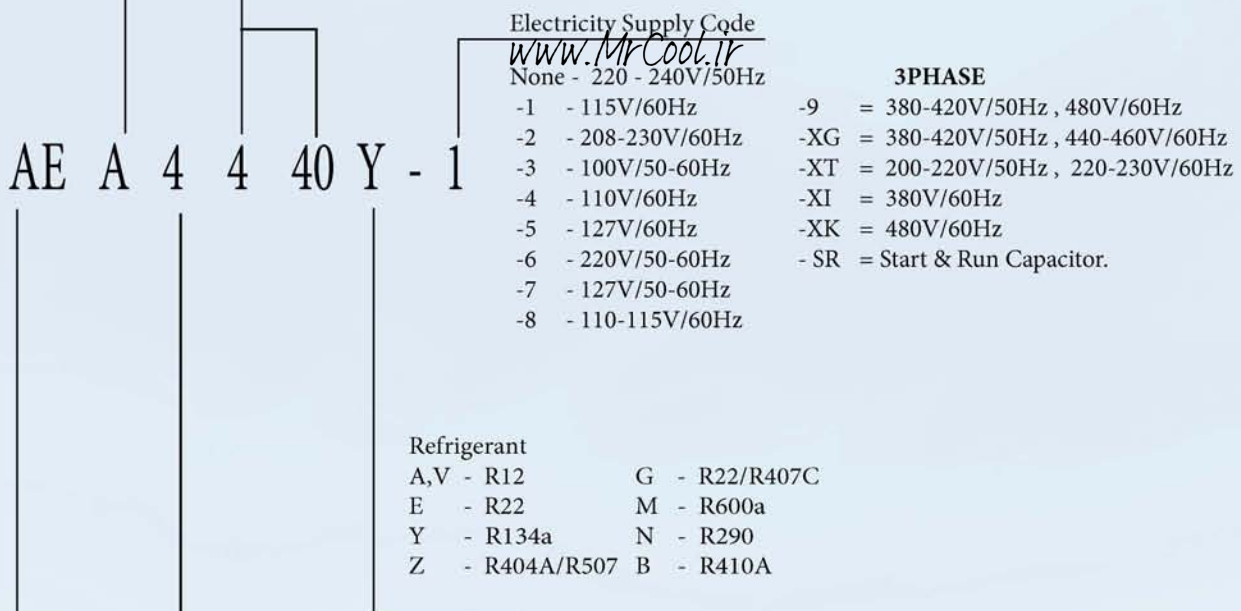 Electricity Supply Code
www.MrCool.ir
None - 220 - 240V/50Hz
-1 - 115V/60Hz
-2 - 208-230V/60Hz
-3 - 100V/50-60Hz
-4 - 110V/60Hz
-5 - 127V/60Hz
-6 - 220V/50-60Hz
-7 - 127V/50-60Hz
-8 - 110-115V/60Hz
3PHASE
-9 = 380-420V/50Hz , 480V/60Hz
-XG = 380-420V/50Hz , 440-460V/60Hz
-XT = 200-220V/50Hz , 220-230V/60Hz
-XI = 380V/60Hz
-XK = 480V/60Hz
- SR = Start & Run Capacitor.
AE A 4 4 40 Y - 1
Refrigerant
A,V - R12 G - R22/R407C
E - R22 M - R600a
Y - R134a N - R290
Z - R404A/R507 B - R410A